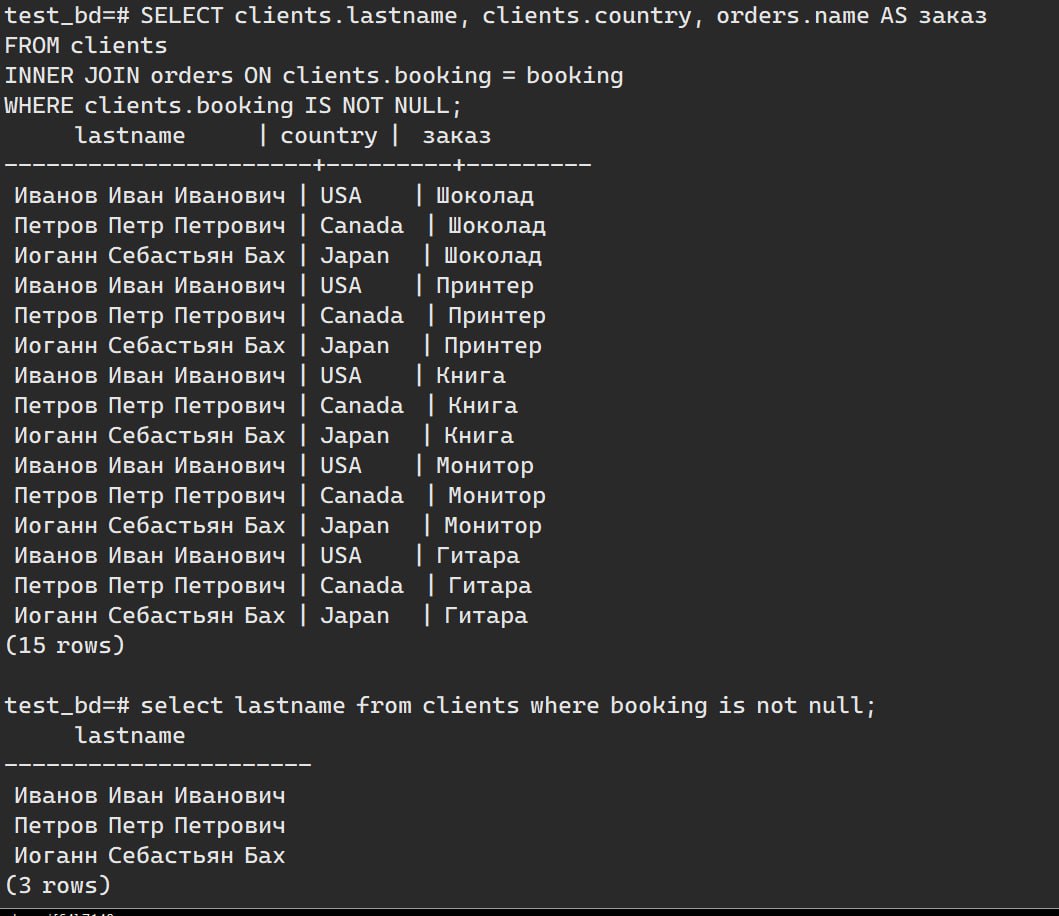 test_bd=# SELECT clients.lastname, clients.country, orders.name AS заказ
FROM clients
INNER JOIN orders ON clients.booking = booking
WHERE clients.booking IS NOT NULL;
lastname | country | заказ
----------------------+---------+---------
Иванов Иван Иванович | USA | Шоколад
Петров Петр Петрович | Canada | Шоколад
Иоганн Себастьян Бах | Japan | Шоколад
Иванов Иван Иванович | USA | Принтер
Петров Петр Петрович | Canada | Принтер
Иоганн Себастьян Бах | Japan | Принтер
Иванов Иван Иванович | USA | Книга
Петров Петр Петрович | Canada | Книга
Иоганн Себастьян Бах | Japan | Книга
Иванов Иван Иванович | USA | Монитор
Петров Петр Петрович | Canada | Монитор
Иоганн Себастьян Бах | Japan | Монитор
Иванов Иван Иванович | USA | Гитара
Петров Петр Петрович | Canada | Гитара
Иоганн Себастьян Бах | Japan | Гитара
(15 rows)
test_bd=# select lastname from clients where booking is not null;
lastname
----------------------
Иванов Иван Иванович
Петров Петр Петрович
Иоганн Себастьян Бах
(3 rows)